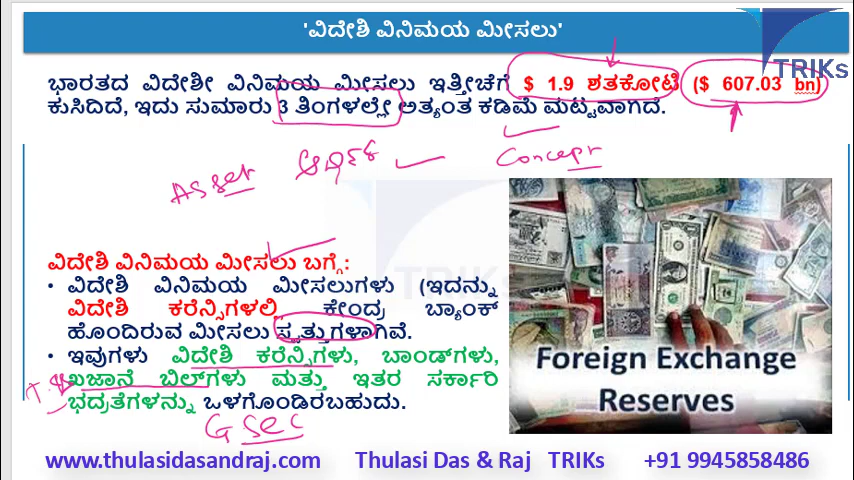 'ವಿದೇಶಿ ವಿನಿಮಯ ಮೀಸಲು'
TRIKs
ಭಾರತದ ವಿದೇಶೀ ವಿನಿಮಯ ಮೀಸಲು ಇತ್ತೀಚೆಗೆ $ 1.9 ಶತಕೋಟಿ ($ 607.03 bn)
ಕುಸಿದಿದೆ, ಇದು ಸುಮಾರು 3 ತಿಂಗಳಲ್ಲೇ ಅತ್ಯಂತ ಕಡಿಮೆ ಮಟ್ಟವಾಗಿದೆ.
Asset ಆರ್ಥಿಕ Concept
ವಿದೇಶಿ ವಿನಿಮಯ ಮೀಸಲು ಬಗ್ಗೆ:
• ವಿದೇಶಿ ವಿನಿಮಯ ಮೀಸಲುಗಳು (ಇದನ್ನು
ವಿದೇಶಿ ಕರೆನ್ಸಿಗಳಲ್ಲಿ ಕೇಂದ್ರ ಬ್ಯಾಂಕ್
ಹೊಂದಿರುವ ಮೀಸಲು ಸ್ವತ್ತುಗಳಾಗಿವೆ.
• ಇವುಗಳು ವಿದೇಶಿ ಕರೆನ್ಸಿಗಳು, ಬಾಂಡ್‌ಗಳು,
ಖಜಾನೆ ಬಿಲ್‌ಗಳು ಮತ್ತು ಇತರ ಸರ್ಕಾರಿ
ಭದ್ರತೆಗಳನ್ನು ಒಳಗೊಂಡಿರಬಹುದು.
G Sec
TRIKs
Foreign Exchange
Reserves
www.thulasidasandraj.com Thulasi Das & Raj TRIKs +91 9945858486